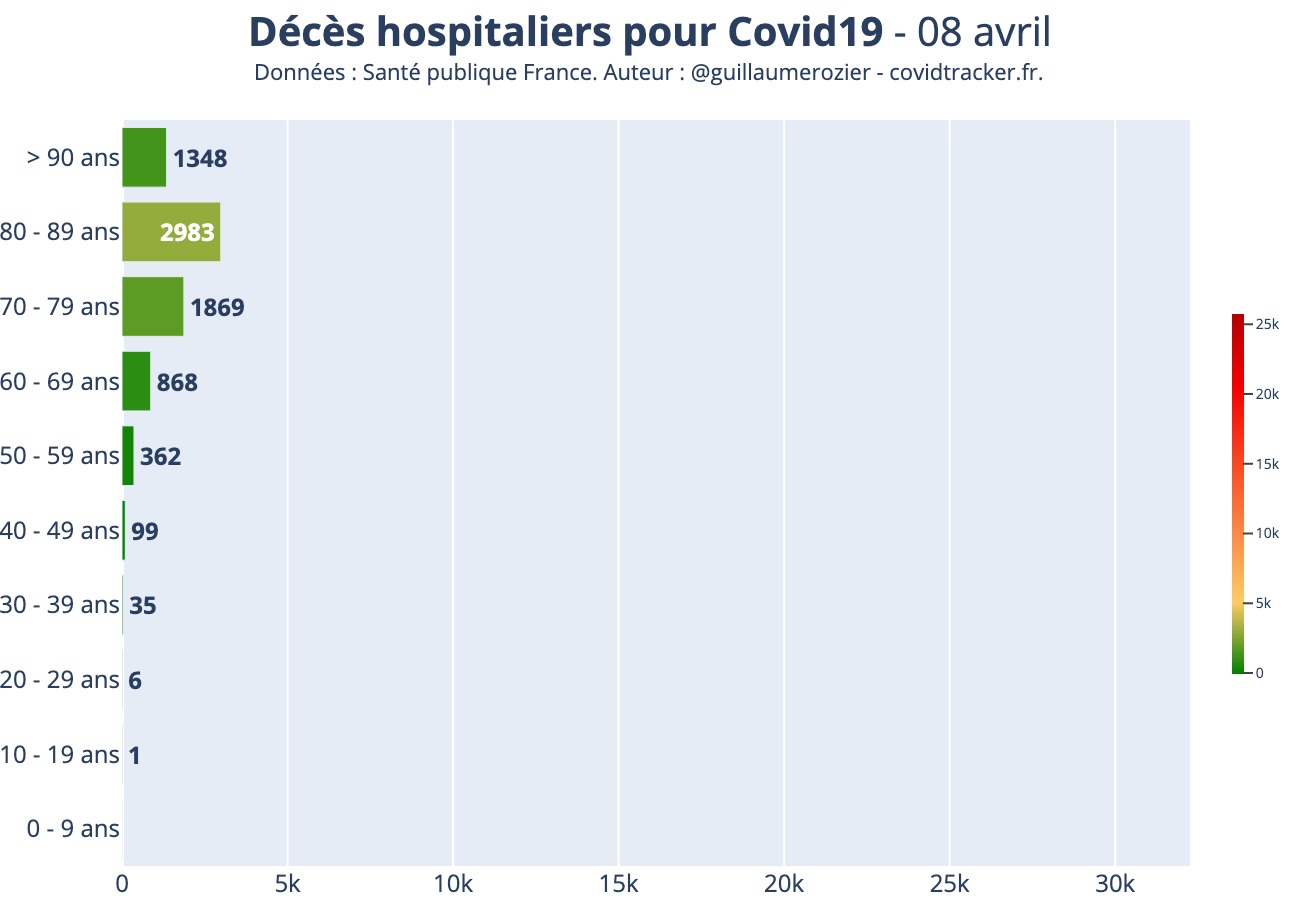 Décès hospitaliers pour Covid19 - 08 avril
Données : Santé publique France. Auteur : @guillaumerozier - covidtracker.fr.
> 90 ans 1348
80 - 89 ans 2983
70 - 79 ans 1869
60 - 69 ans 868
50 - 59 ans 362
40 - 49 ans 99
30 - 39 ans 35
20 - 29 ans 6
10 - 19 ans 1
0 - 9 ans
0 5k 10k 15k 20k 25k 30k
25k
20k
15k
10k
5k
0